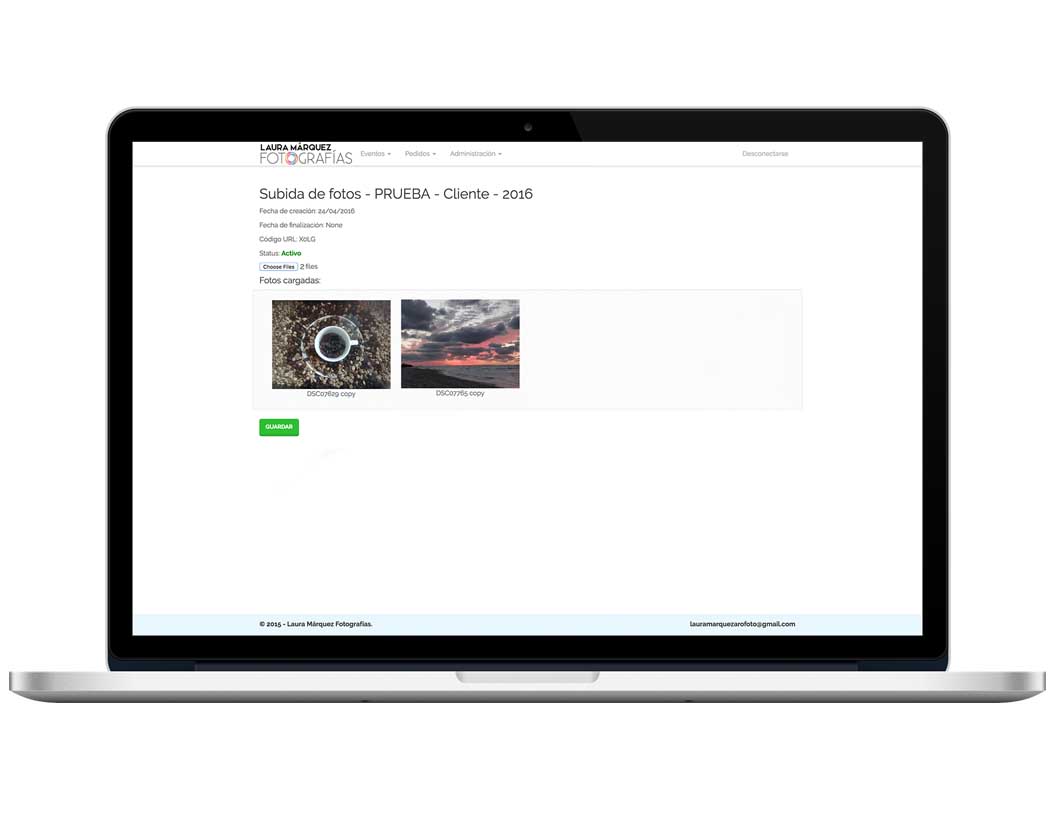 LAURA MÁRQUEZ
FOTOGRAFÍAS
Eventos Pedidos Administración Desconectarse
Subida de fotos - PRUEBA - Cliente - 2016
Fecha de creación: 24/04/2016
Fecha de finalización: None
Código URL: X0LG
Status: Activo
Choose Files 2 files
Fotos cargadas:
DSC07629 copy DSC07765 copy
GUARDAR
© 2015 - Laura Márquez Fotografías. lauramarquezarofoto@gmail.com